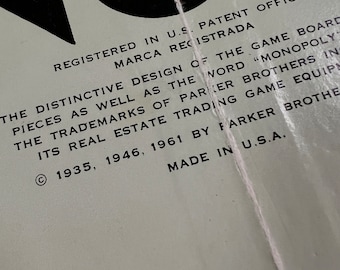 REGISTERED IN U.S. PATENT OFFIC
MARCA REGISTRADA
THE DISTINCTIVE DESIGN OF THE GAME BOARD
PIECES AS WELL AS THE WORD "MONOPOLY"
THE TRADEMARKS OF PARKER BROTHERS IN
ITS REAL ESTATE TRADING GAME EQUIP
© 1935, 1946, 1961 BY PARKER BROTHE
MADE IN U.S.A.